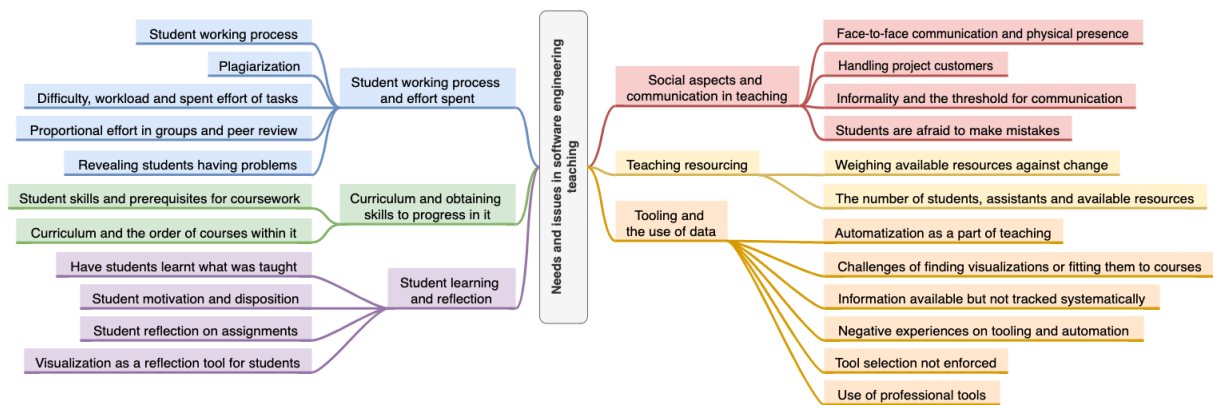 Needs and issues in software engineering
teaching
Student working process
and effort spent
Student working process
Plagiarization
Difficulty, workload and spent effort of tasks
Proportional effort in groups and peer review
Revealing students having problems
Curriculum and obtaining
skills to progress in it
Student skills and prerequisites for coursework
Curriculum and the order of courses within it
Student learning
and reflection
Have students learnt what was taught
Student motivation and disposition
Student reflection on assignments
Visualization as a reflection tool for students
Social aspects and
communication in teaching
Face-to-face communication and physical presence
Handling project customers
Informality and the threshold for communication
Students are afraid to make mistakes
Teaching resourcing
Weighing available resources against change
The number of students, assistants and available resources
Tooling and
the use of data
Automatization as a part of teaching
Challenges of finding visualizations or fitting them to courses
Information available but not tracked systematically
Negative experiences on tooling and automation
Tool selection not enforced
Use of professional tools